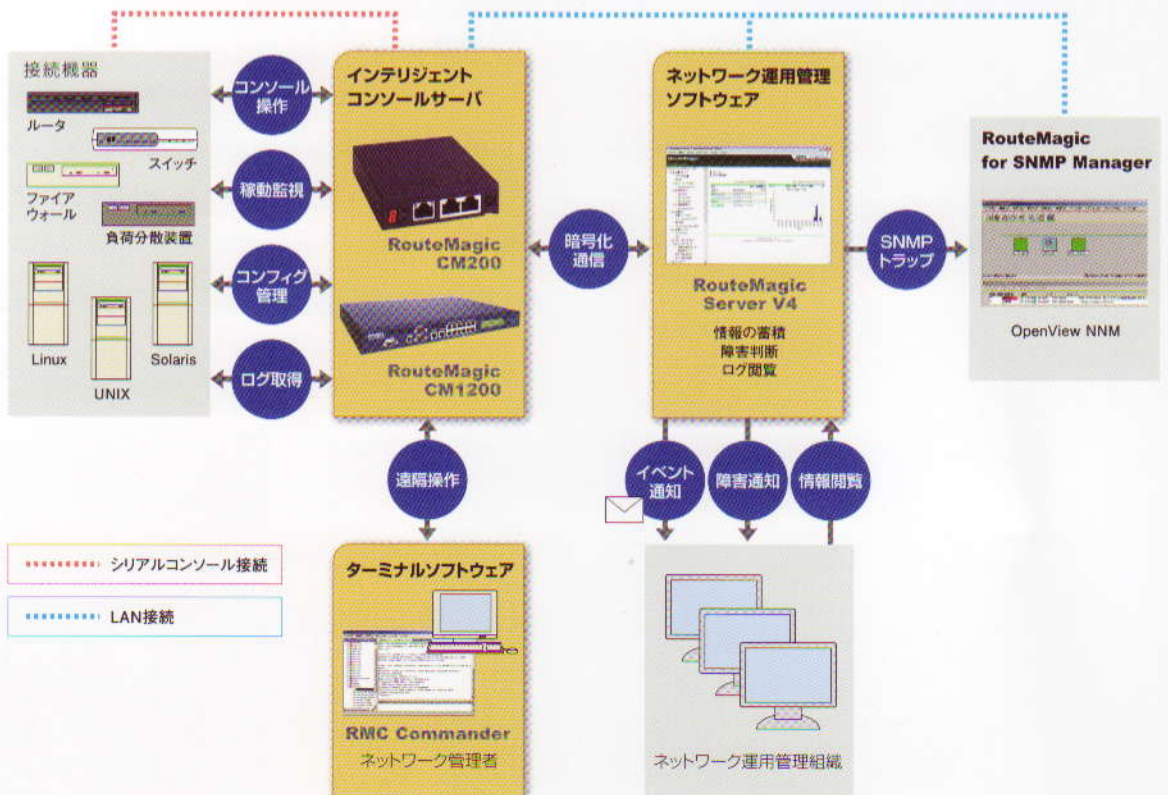 接続機器
ルータ
スイッチ
ファイア
ウォール
負荷分散装置
Linux
UNIX
Solaris
コンソール
操作
稼動監視
コンフィグ
管理
ログ取得
インテリジェント
コンソールサーバ
RouteMagic
CM200
RouteMagic
CM1200
暗号化
通信
ネットワーク運用管理
ソフトウェア
RouteMagic
Server V4
情報の蓄積
障害判断
ログ閲覧
SNMP
トラップ
RouteMagic
for SNMP Manager
OpenView NNM
遠隔操作
イベント
通知
障害通知
情報閲覧
シリアルコンソール接続
LAN接続
ターミナルソフトウェア
RMC Commander
ネットワーク管理者
ネットワーク運用管理組織